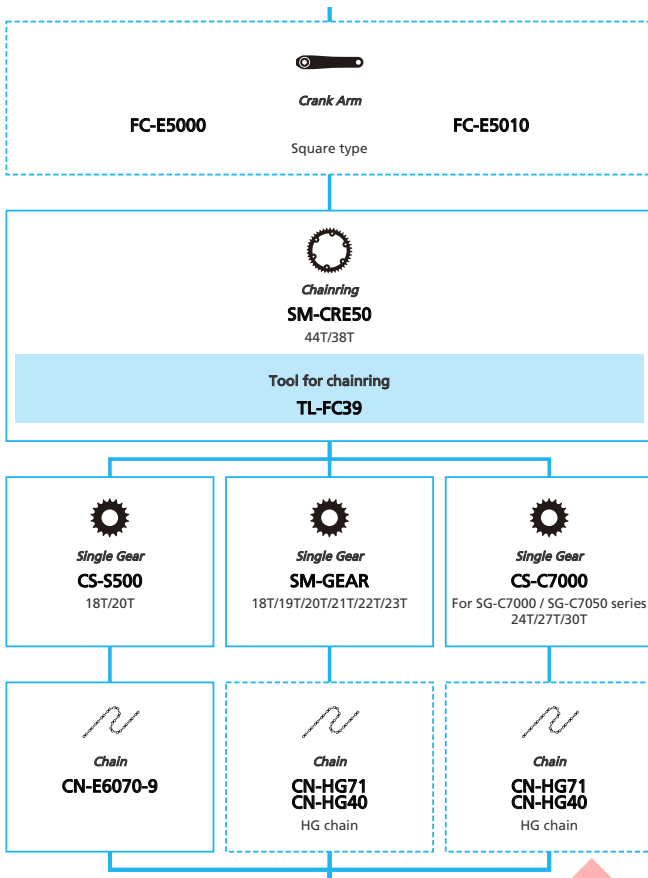 Crank Arm
FC-E5000
FC-E5010
Square type
Chainring
SM-CRE50
44T/38T
Tool for chainring
TL-FC39
Single Gear
CS-S500
18T/20T
Single Gear
SM-GEAR
18T/19T/20T/21T/22T/23T
Single Gear
CS-C7000
For SG-C7000 / SG-C7050 series
24T/27T/30T
Chain
CN-E6070-9
Chain
CN-HG71
CN-HG40
HG chain
Chain
CN-HG71
CN-HG40
HG chain